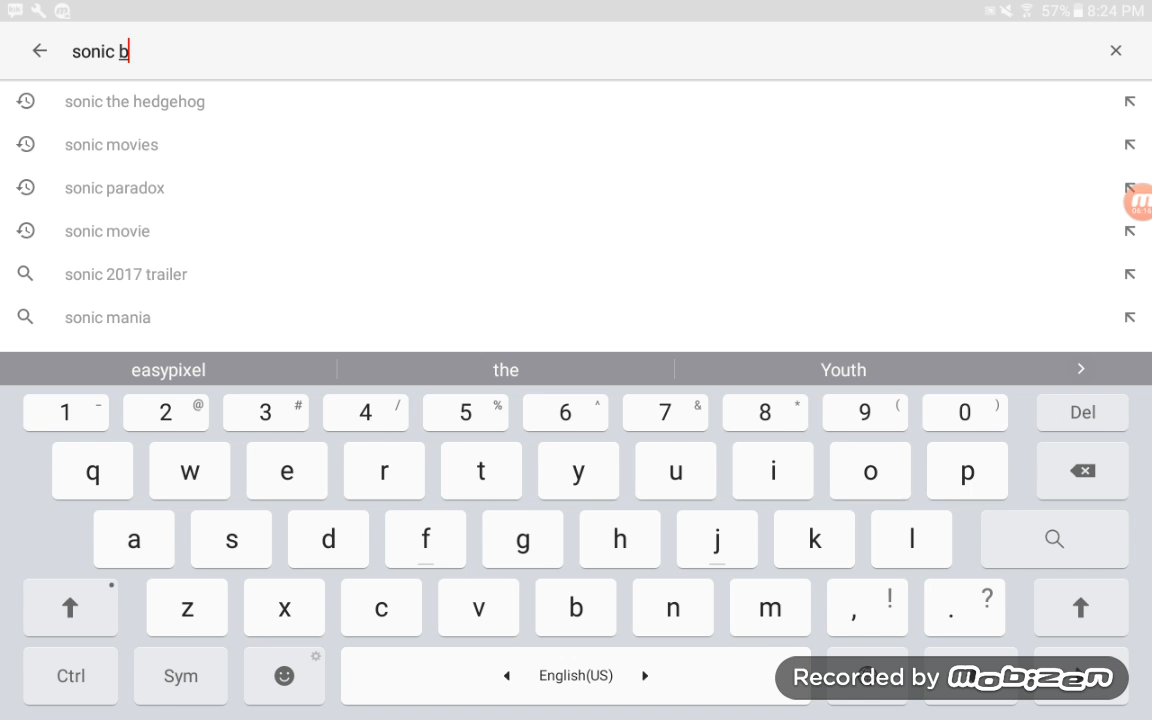 57% 8:24 PM
sonic b
sonic the hedgehog
sonic movies
sonic paradox
sonic movie
sonic 2017 trailer
sonic mania
easypixel the Youth
1 - 2 @ 3 # 4 / 5 % 6 ^ 7 & 8 * 9 ( 0 ) Del
q w e r t y u i o p
a s d f g h j k l
z x c v b n m , ! . ?
Ctrl Sym English(US)
Recorded by mobizen